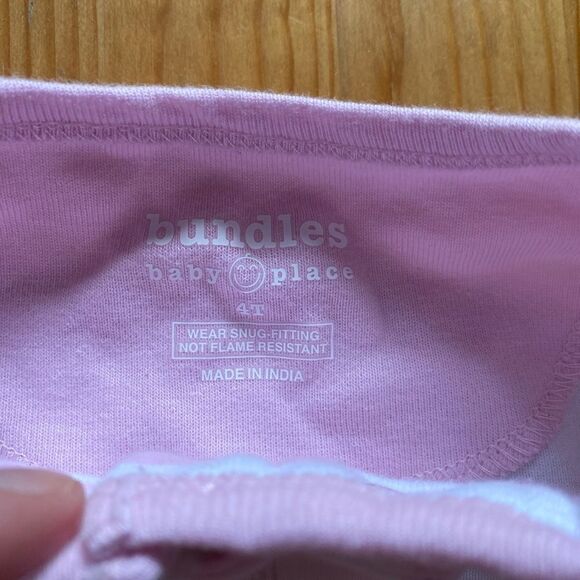 bundles
baby place
4T
WEAR SNUG-FITTING
NOT FLAME RESISTANT
MADE IN INDIA